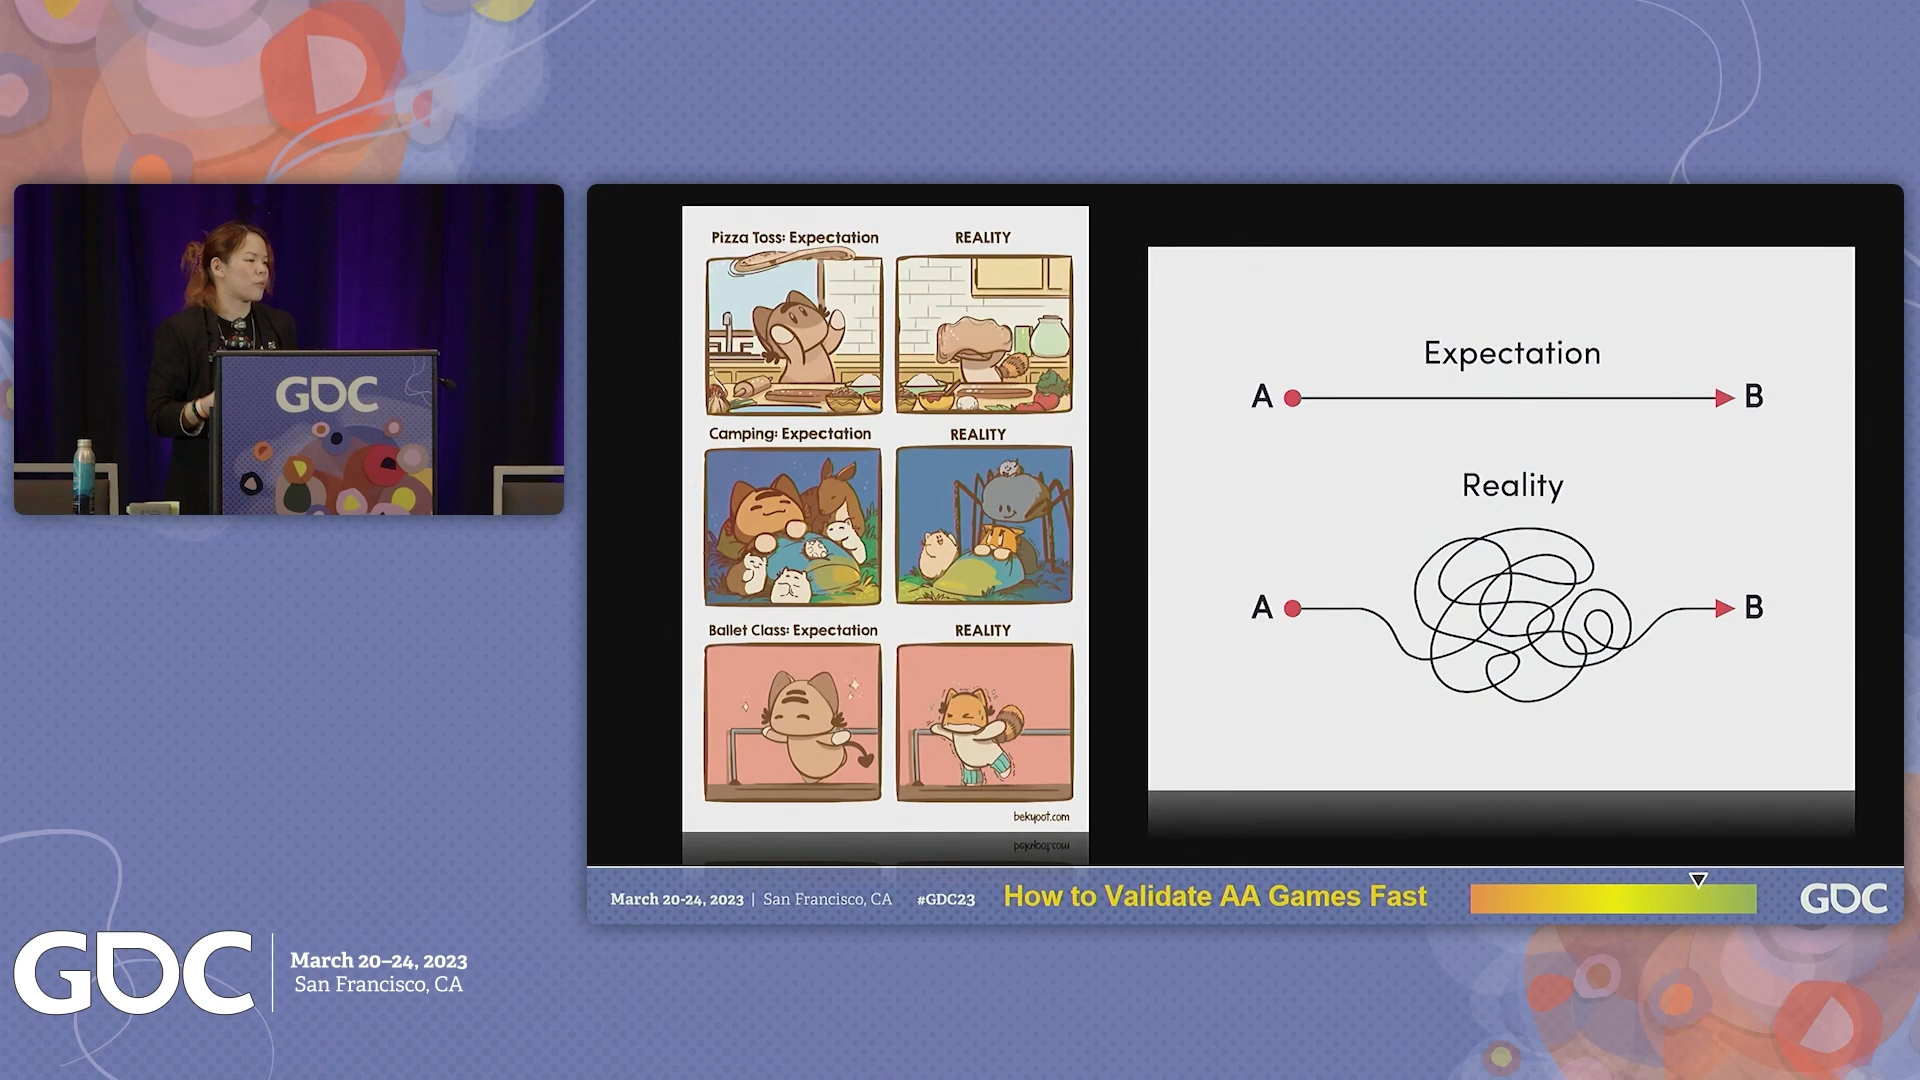 GDC
Pizza Toss: Expectation
REALITY
Camping: Expectation
REALITY
Ballet Class: Expectation
REALITY
bekyoot.com
bekyoot.com
Expectation
A B
Reality
A B
March 20-24, 2023 | San Francisco, CA #GDC23
How to Validate AA Games Fast
GDC
GDC
March 20–24, 2023
San Francisco, CA